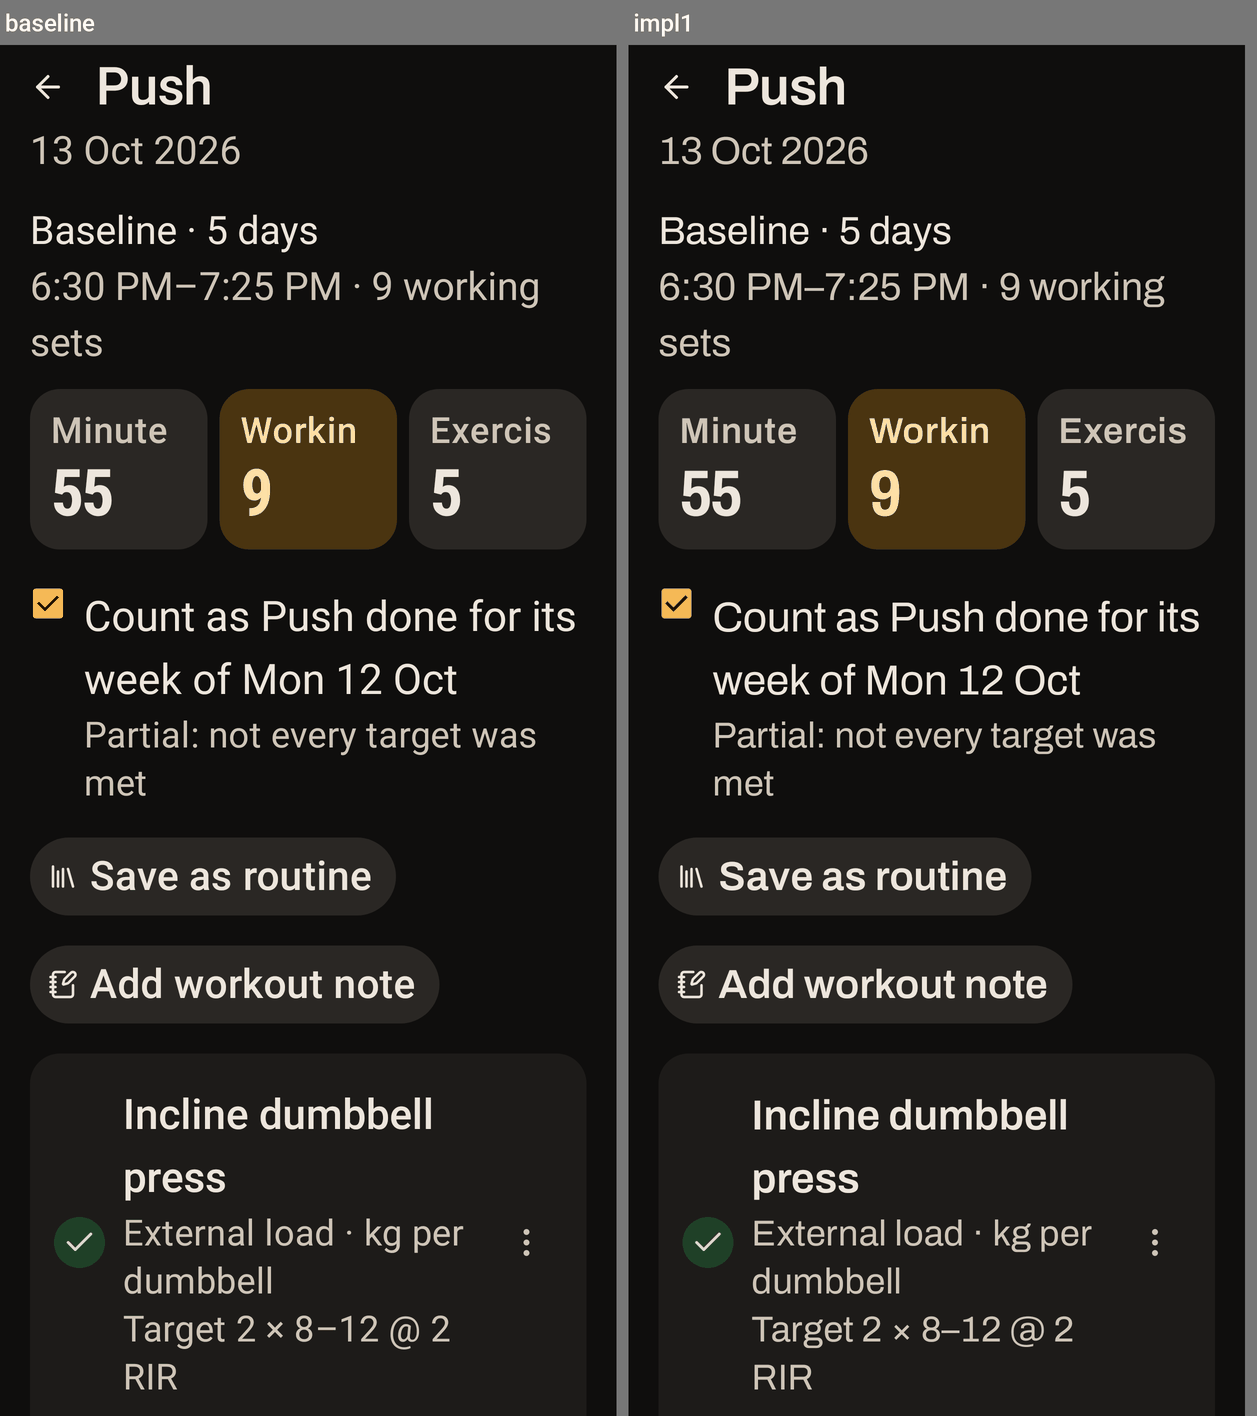 baseline
Push
13 Oct 2026
Baseline · 5 days
6:30 PM–7:25 PM · 9 working
sets
Minute
55
Workin
9
Exercis
5
Count as Push done for its
week of Mon 12 Oct
Partial: not every target was
met
Save as routine
Add workout note
Incline dumbbell
press
External load · kg per
dumbbell
Target 2 × 8–12 @ 2
RIR
impl1
Push
13 Oct 2026
Baseline · 5 days
6:30 PM–7:25 PM · 9 working
sets
Minute
55
Workin
9
Exercis
5
Count as Push done for its
week of Mon 12 Oct
Partial: not every target was
met
Save as routine
Add workout note
Incline dumbbell
press
External load · kg per
dumbbell
Target 2 × 8–12 @ 2
RIR